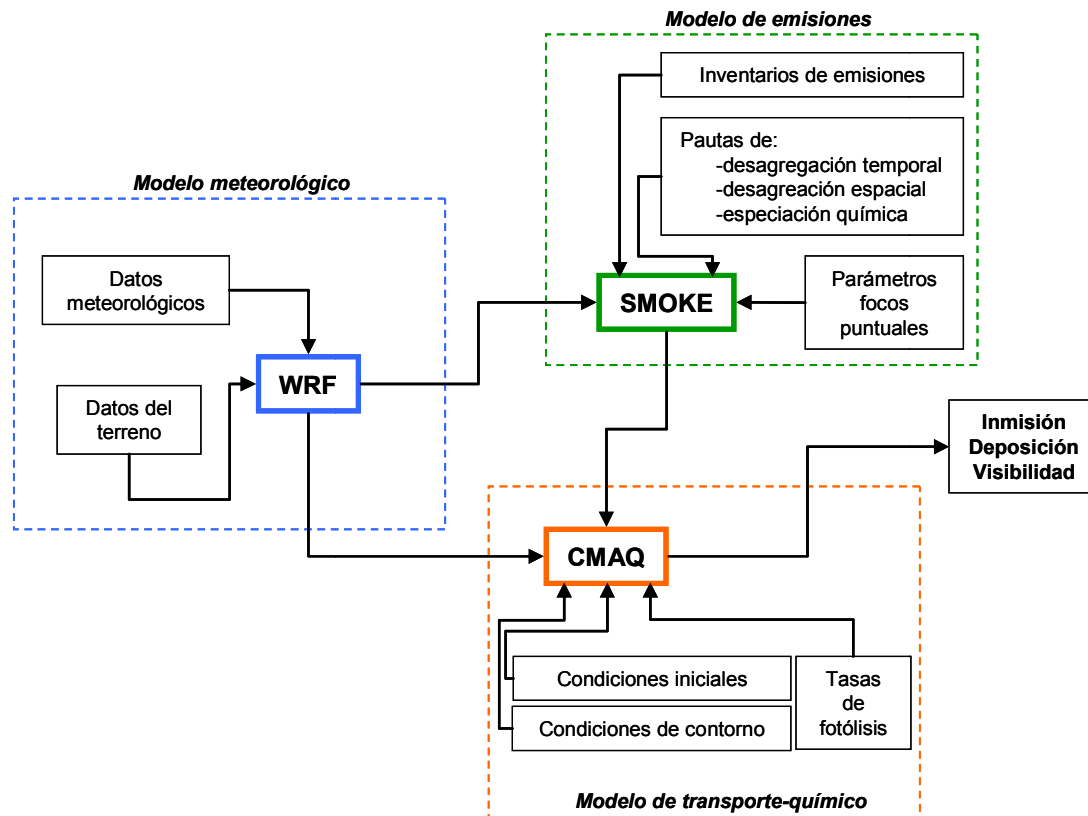 Modelo de emisiones
Inventarios de emisiones
Pautas de:
-desagregación temporal
-desagreación espacial
-especiación química
Modelo meteorológico
Datos
meteorológicos
SMOKE
Parámetros
focos
puntuales
WRF
Datos del
terreno
Inmisión
Deposición
Visibilidad
CMAQ
Condiciones iniciales
Condiciones de contorno
Tasas
de
fotólisis
Modelo de transporte-químico